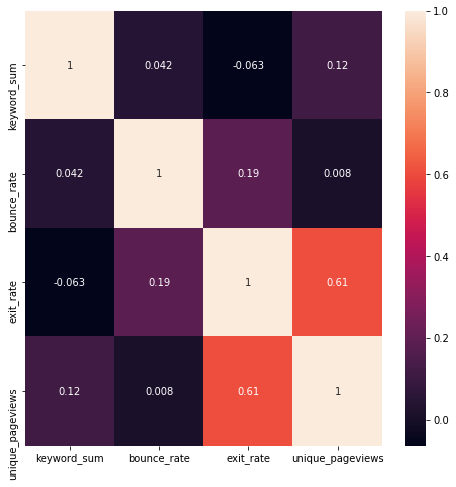 keyword_sum
1
0.042
-0.063
0.12
bounce_rate
0.042
1
0.19
0.008
exit_rate
-0.063
0.19
1
0.61
unique_pageviews
0.12
0.008
0.61
1
keyword_sum
bounce_rate
exit_rate
unique_pageviews
1.0
0.8
0.6
0.4
0.2
0.0